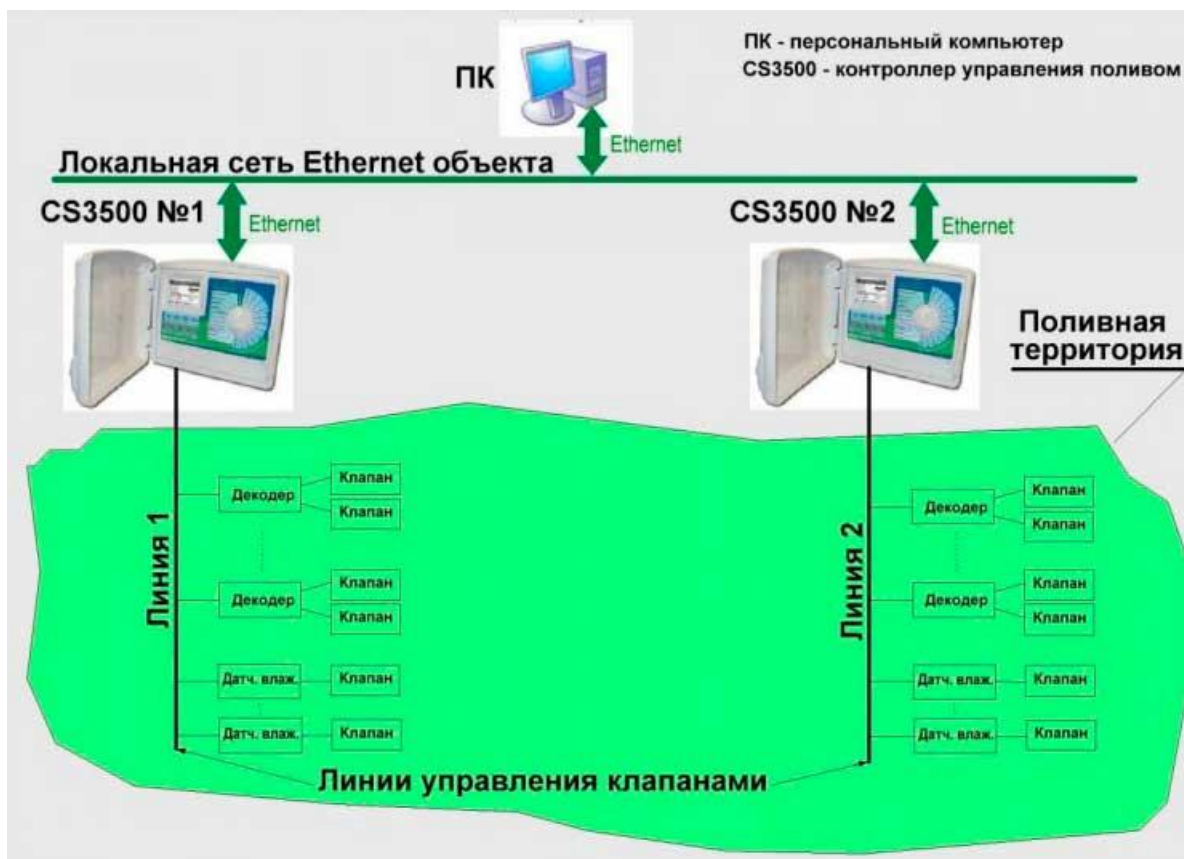 ПК - персональный компьютер
CS3500 - контроллер управления поливом
ПК
Ethernet
Локальная сеть Ethernet объекта
CS3500 №1
Ethernet
CS3500 №2
Ethernet
Поливная
территория
Линия 1
Декодер
Клапан
Клапан
Декодер
Клапан
Клапан
Датч. влаж.
Клапан
Датч. влаж.
Клапан
Линия 2
Декодер
Клапан
Клапан
Декодер
Клапан
Клапан
Датч. влаж.
Клапан
Датч. влаж.
Клапан
Линии управления клапанами